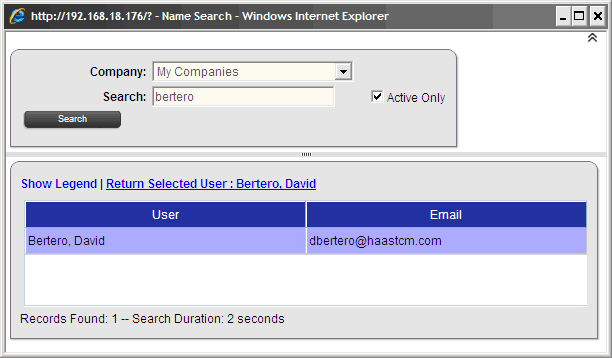 http://192.168.18.176/? - Name Search - Windows Internet Explorer
Company: My Companies
Search: bertero Active Only
Search
Show Legend | Return Selected User : Bertero, David
User Email
Bertero, David dbertero@haastcm.com
Records Found: 1 -- Search Duration: 2 seconds